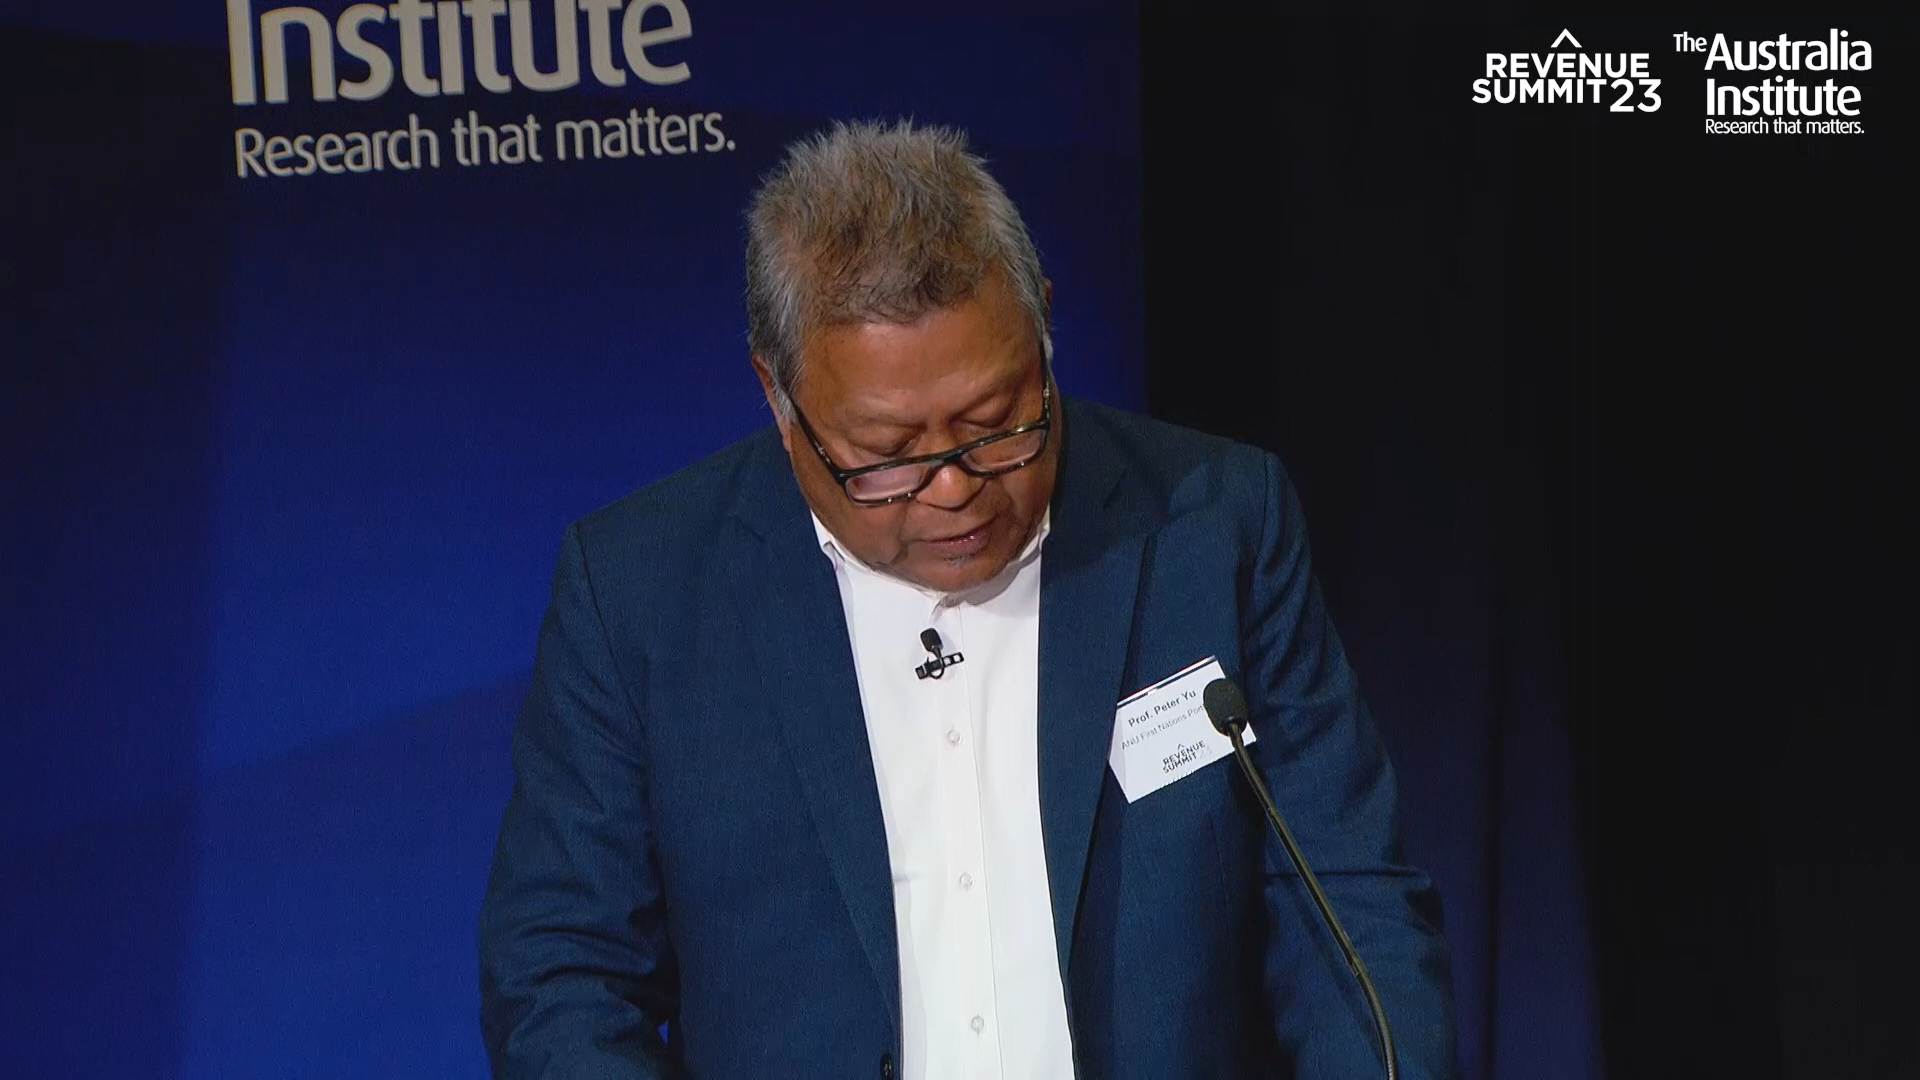 Institute
Research that matters.
REVENUE
SUMMIT 23
The Australia
Institute
Research that matters.
Prof. Peter Yu
ANU First Nations
REVENUE
SUMMIT 23